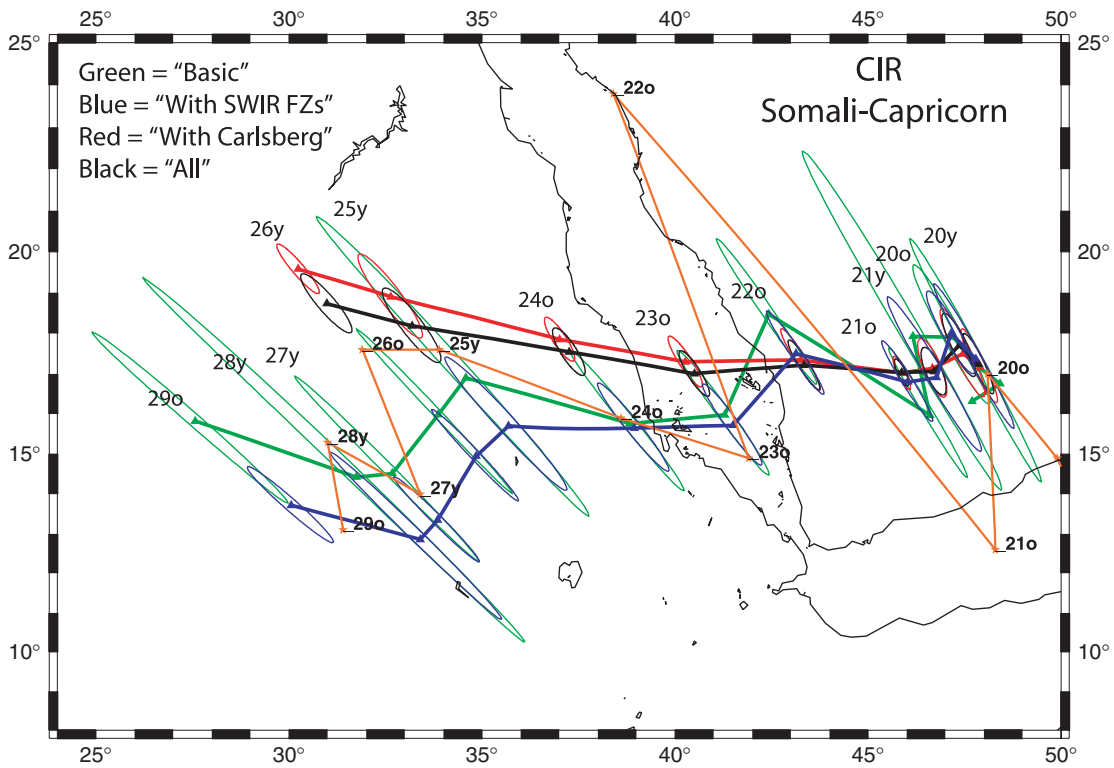 25° 30° 35° 40° 45° 50°
25° 25°
Green = “Basic”
Blue = “With SWIR FZs”
Red = “With Carlsberg”
Black = “All”
CIR
Somali-Capricorn
22o
25y
26y
20° 20°
20y
20o
21y
22o
24o
23o
21o
26o
25y
20o
27y
28y
29o
24o
23o
15° 15°
28y
27y
29o
21o
10° 10°
25° 30° 35° 40° 45° 50°